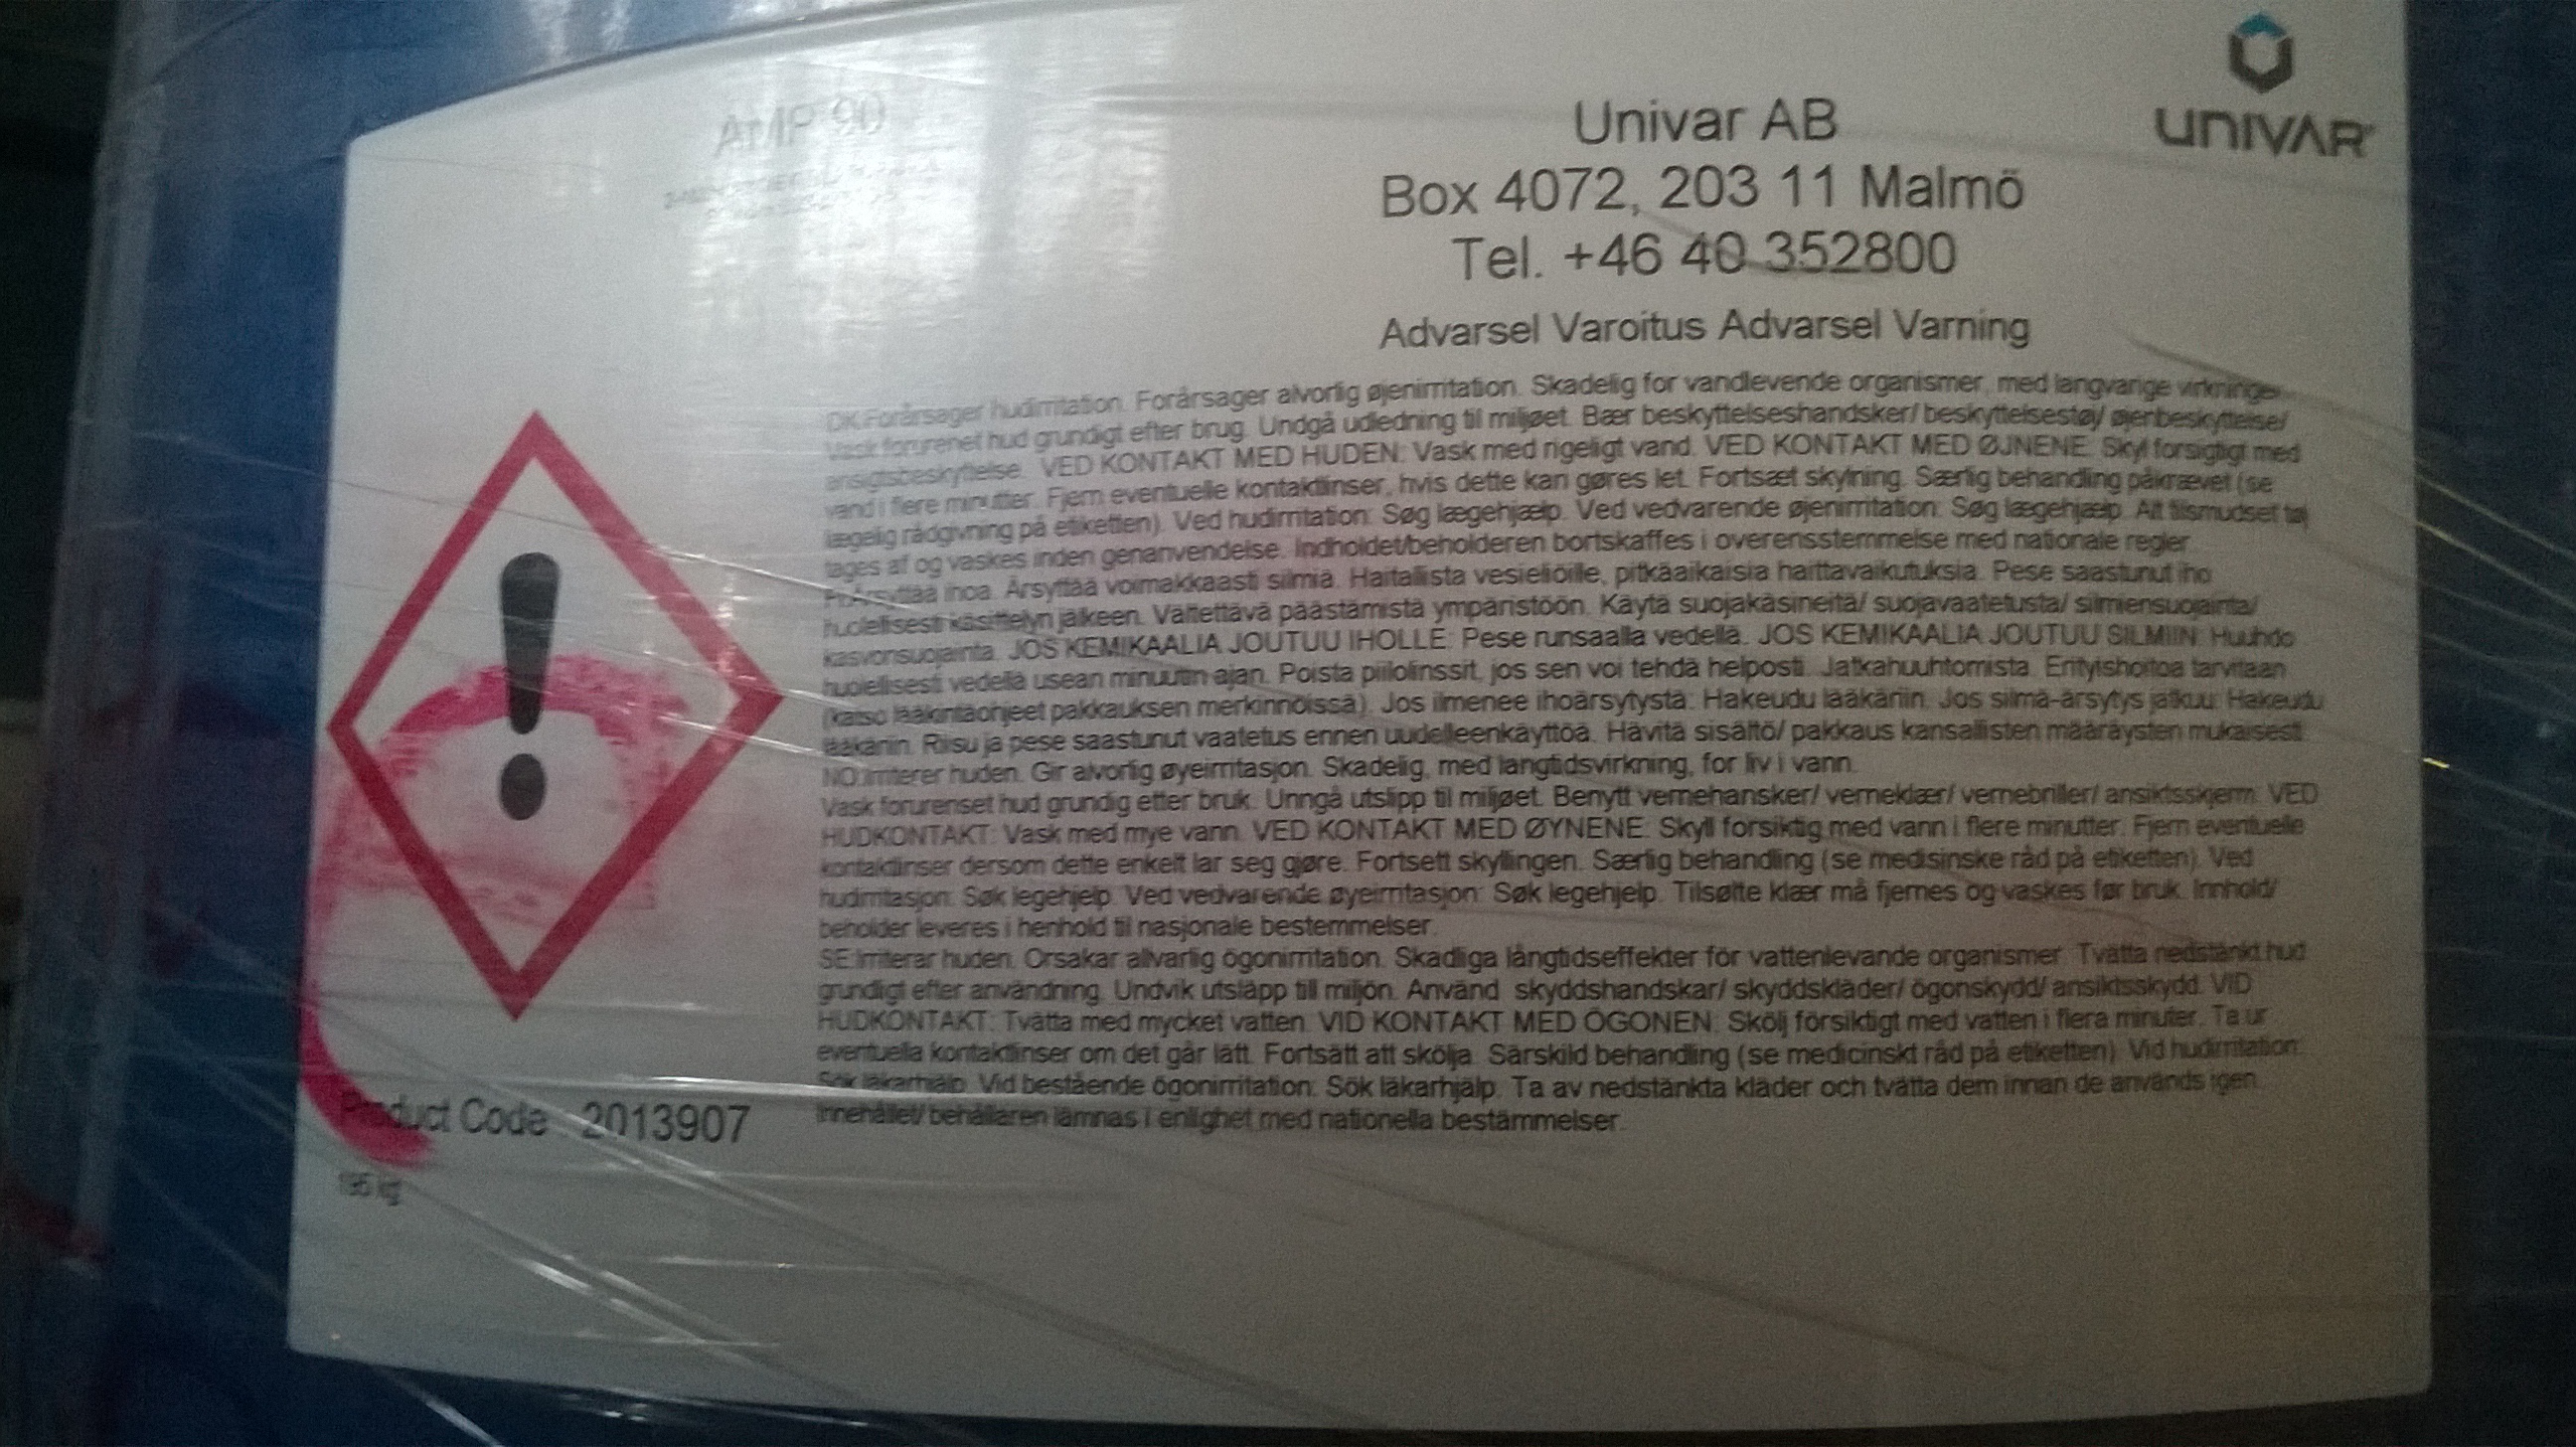 AMP 90
UNIVAR
Univar AB
Box 4072, 203 11 Malmö
Tel. +46 40 352800
Advarsel Varoitus Advarsel Varning
DK:Forårsager hudirritation. Forårsager alvorlig øjenirritation. Skadelig for vandlevende organismer, med langvarige virkninger
Vask forurenet hud grundigt efter brug. Undgå udledning til miljøet. Bær beskyttelseshandsker/ beskyttelsestøj/ øjenbeskyttelse/
ansigtsbeskyttelse. VED KONTAKT MED HUDEN: Vask med rigeligt vand. VED KONTAKT MED ØJNENE: Skyl forsigtigt med
vand i flere minutter. Fjern eventuelle kontaktlinser, hvis dette kan gøres let. Fortsæt skylning. Særlig behandling påkrævet (se
lægelig rådgivning på etiketten). Ved hudirritation: Søg lægehjælp. Ved vedvarende øjenirritation: Søg lægehjælp. Alt tilsmudset tøj
tages af og vaskes inden genanvendelse. Indholdet/beholderen bortskaffes i overensstemmelse med nationale regler.
FI:Ärsyttää ihoa. Ärsyttää voimakkaasti silmiä. Haitallista vesieliöille, pitkäaikaisia haittavaikutuksia. Pese saastunut iho
huolellisesti käsittelyn jälkeen. Vältettävä päästämistä ympäristöön. Käytä suojakäsineitä/ suojavaatetusta/ silmiensuojainta/
kasvonsuojainta. JOS KEMIKAALIA JOUTUU IHOLLE: Pese runsaalla vedellä. JOS KEMIKAALIA JOUTUU SILMIIN: Huuhdo
huolellisesti vedellä usean minuutin ajan. Poista piilolinssit, jos sen voi tehdä helposti. Jatkahuuhtomista. Erityishoitoa tarvitaan
(katso lääkintäohjeet pakkauksen merkinnöissä). Jos ilmenee ihoärsytystä: Hakeudu lääkäriin. Jos silmä-ärsytys jatkuu: Hakeudu
lääkäriin. Riisu ja pese saastunut vaatetus ennen uudelleenkäyttöä. Hävitä sisältö/ pakkaus kansallisten määräysten mukaisesti.
NO:Irriterer huden. Gir alvorlig øyeirritasjon. Skadelig, med langtidsvirkning, for liv i vann.
Vask forurenset hud grundig etter bruk. Unngå utslipp til miljøet. Benytt vernehansker/ verneklær/ vernebriller/ ansiktsskjerm. VED
HUDKONTAKT: Vask med mye vann. VED KONTAKT MED ØYNENE: Skyll forsiktig med vann i flere minutter. Fjern eventuelle
kontaktlinser dersom dette enkelt lar seg gjøre. Fortsett skyllingen. Særlig behandling (se medisinske råd på etiketten). Ved
hudirritasjon: Søk legehjelp. Ved vedvarende øyeirritasjon: Søk legehjelp. Tilsølte klær må fjernes og vaskes før bruk. Innhold/
beholder leveres i henhold til nasjonale bestemmelser.
SE:Irriterar huden. Orsakar allvarlig ögonirritation. Skadliga långtidseffekter för vattenlevande organismer. Tvätta nedstänkt hud
grundligt efter användning. Undvik utsläpp till miljön. Använd skyddshandskar/ skyddskläder/ ögonskydd/ ansiktsskydd. VID
HUDKONTAKT: Tvätta med mycket vatten. VID KONTAKT MED ÖGONEN: Skölj försiktigt med vatten i flera minuter. Ta ur
eventuella kontaktlinser om det går lätt. Fortsätt att skölja. Särskild behandling (se medicinskt råd på etiketten). Vid hudirritation:
Sök läkarhjälp. Vid bestående ögonirritation: Sök läkarhjälp. Ta av nedstänkta kläder och tvätta dem innan de används igen.
Innehållet/ behållaren lämnas i enlighet med nationella bestämmelser.
Product Code : 2013907
195 kg